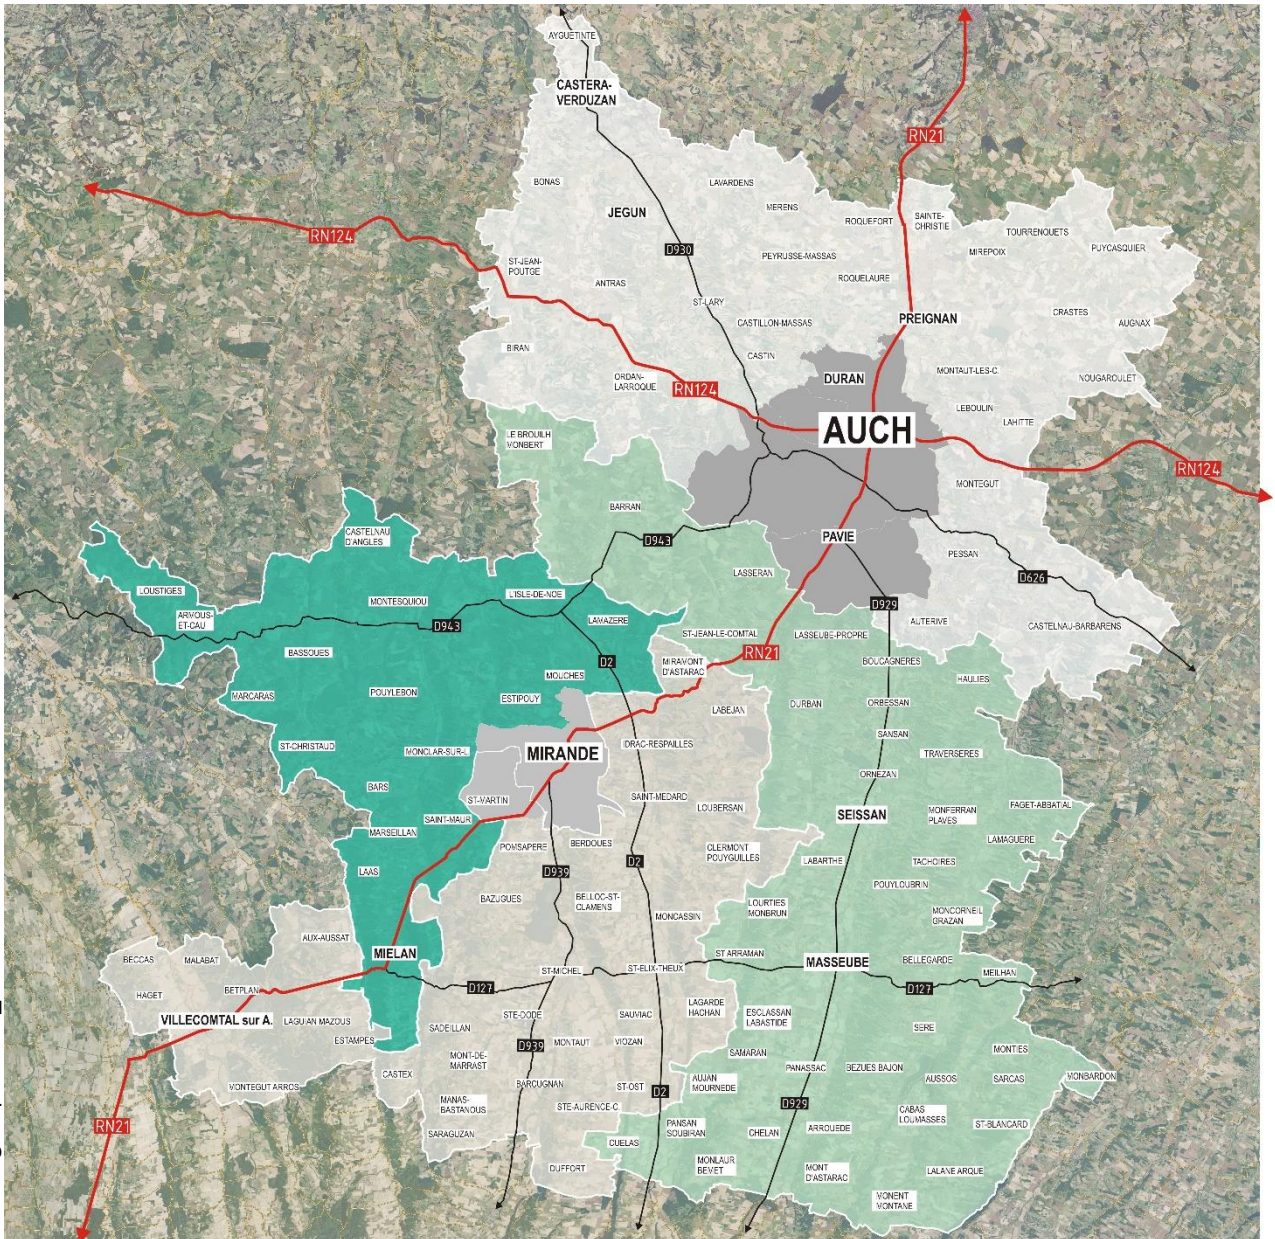 AYGUETINTE
CASTERA-
VERDUZAN
RN21
BONAS
LAVARDENS
MERENS
JEGUN
ROQUEFORT
SAINTE-
CHRISTIE
TOURRENQUETS
MIREPOIX
PUYCASQUIER
RN124
D930
PEYRUSSE-MASSAS
ST-JEAN-
POUTGE
ANTRAS
ROQUELAURE
ST-LARY
CASTILLON-MASSAS
PREIGNAN
CRASTES
AUGNAX
BIRAN
CASTIN
ORDAN-
LARROQUE
RN124
DURAN
MONTAUT-LES-C.
NOUGAROULET
LEBOULIN
LAHITTE
AUCH
LE BROUILH
MONBERT
RN124
MONTEGUT
BARRAN
CASTELNAU
D'ANGLES
D943
PAVIE
PESSAN
LASSERAN
D626
LOUSTIGES
L'ISLE-DE-NOE
MONTESQUIOU
D929
ARVOUS-
ET-CAU
D943
LAMAZERE
AUTERIVE
CASTELNAU-BARBARENS
ST-JEAN-LE-COMTAL
LASSEUBE-PROPRE
BASSOUES
D2
RN21
MIRAVONT
D'ASTARAC
BOUCAGNERES
MOUCHES
HAULIES
MARCARAS
POUYLEBON
ESTIPOUY
LABEJAN
DURBAN
ORBESSAN
SANSAN
ST-CHRISTAUD
MONCLAR-SUR-L.
MIRANDE
IDRAC-RESPAILLES
TRAVERSERES
ORNEZAN
BARS
ST-VARTIN
SAINT-MEDARD
LOUBERSAN
SEISSAN
MONFERRAN
PLAVES
FAGET-ABBATIAL
SAINT-MAUR
MARSEILLAN
LAMAGUERE
POMSAPERE
BERDOUES
CLERMONT
POUYGUILLES
LABARTHE
TACHOIRES
LAAS
D939
D2
POUYLOUBRIN
BAZUGUES
BELLOC-ST-
CLAMENS
LOURTIES
MONBRUN
MONCORNEIL
GRAZAN
MONCASSIN
AUX-AUSSAT
MIELAN
ST ARRAMAN
MASSEUBE
BELLEGARDE
BECCAS
MALABAT
ST-MICHEL
ST-ELIX-THEUX
MEILHAN
HAGET
BETPLAN
D127
D127
LAGARDE
HACHAN
VILLECOMTAL sur A.
LAGUIAN MAZOUS
STE-DODE
SAUVIAC
ESCLASSAN
LABASTIDE
ESTAMPES
SADEILLAN
SERE
D939
MONTAUT
VIOZAN
MONT-DE-
MARRAST
SAMARAN
MONTIES
CASTEX
PANASSAC
BEZUES BAJON
VONTEGUT ARROS
BARCUGNAN
ST-OST
D2
AUJAN
MOURNEDE
AUSSOS
SARCAS
MONBARDON
MANAS-
BASTANOUS
STE-AURENCE-C.
D929
CABAS
LOUMASSES
RN21
PANSAN
SOUBIRAN
CHELAN
ARROUEDE
ST-BLANCARD
SARAGUZAN
CUELAS
DUFFORT
MONLAUR
BEVET
MONT
D'ASTARAC
LALANE ARQUE
VONENT
VONTANE